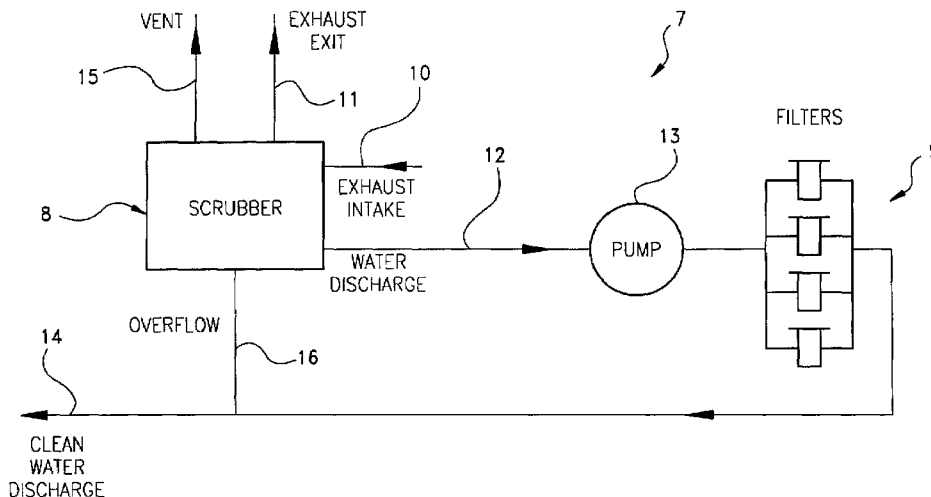 VENT
EXHAUST
EXIT
7
15
11
10
FILTERS
13
12
8
SCRUBBER
EXHAUST
INTAKE
PUMP
WATER
DISCHARGE
OVERFLOW
14
16
CLEAN
WATER
DISCHARGE